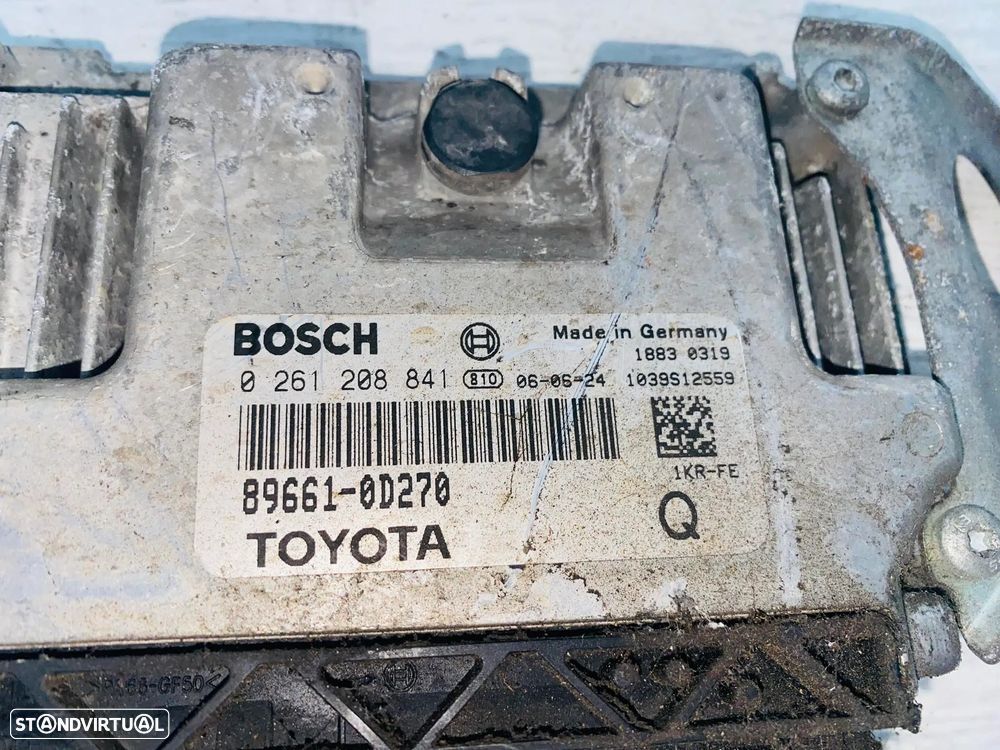 BOSCH Made in Germany
1883 0319
0 261 208 841 810 06-06-24 1039S12559
1KR-FE
89661-0D270
Q
TOYOTA
STANDVIRTUAL